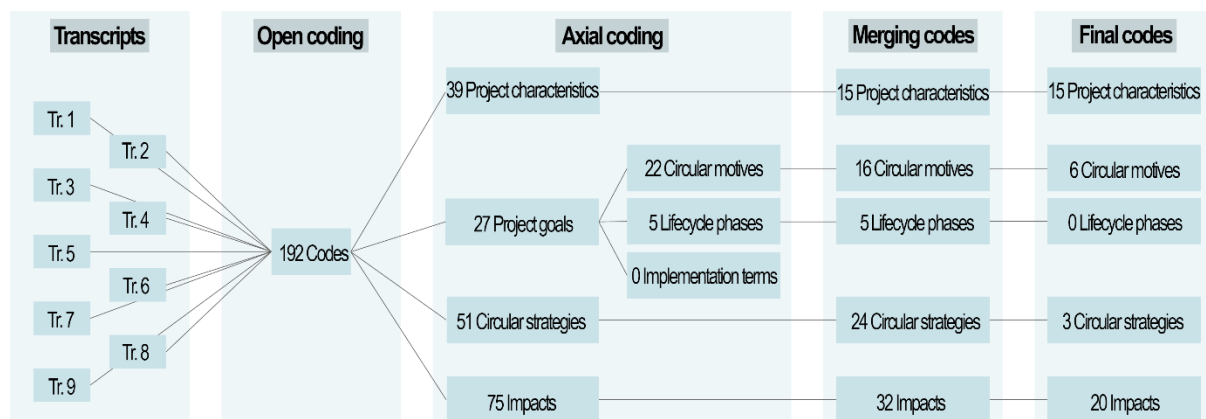 Transcripts
Open coding
Axial coding
Merging codes
Final codes
Tr. 1
Tr. 2
Tr. 3
Tr. 4
Tr. 5
Tr. 6
Tr. 7
Tr. 8
Tr. 9
192 Codes
39 Project characteristics
27 Project goals
22 Circular motives
5 Lifecycle phases
0 Implementation terms
51 Circular strategies
75 Impacts
15 Project characteristics
16 Circular motives
5 Lifecycle phases
24 Circular strategies
32 Impacts
15 Project characteristics
6 Circular motives
0 Lifecycle phases
3 Circular strategies
20 Impacts